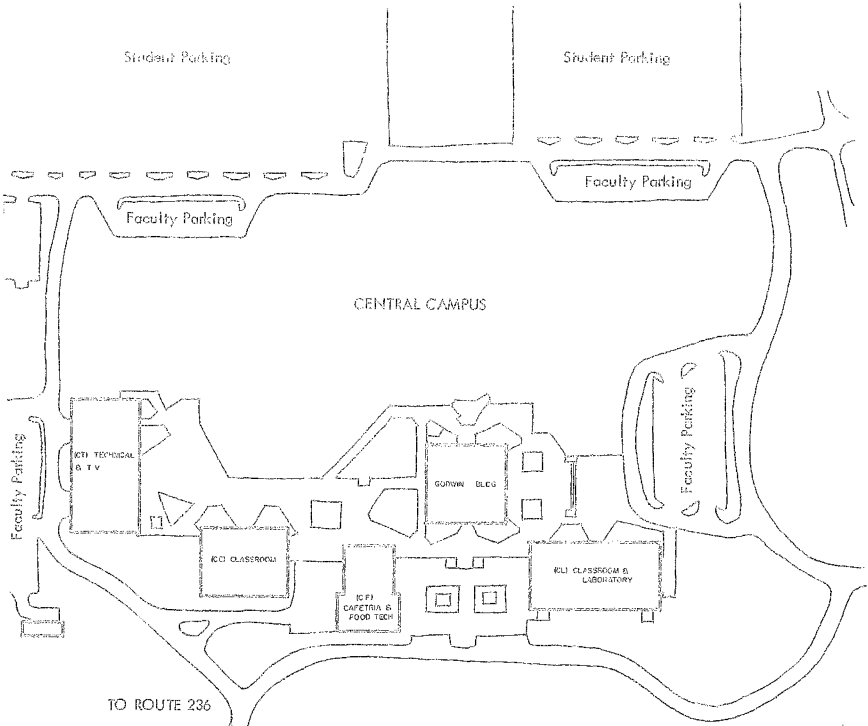 Student Parking
Student Parking
Faculty Parking
Faculty Parking
CENTRAL CAMPUS
Faculty Parking
Faculty Parking
(CT) TECHNICAL
& T.V.
GODWIN BLDG
(CC) CLASSROOM
(CL) CLASSROOM &
LABORATORY
(CF)
CAFETRIA &
FOOD TECH
TO ROUTE 236